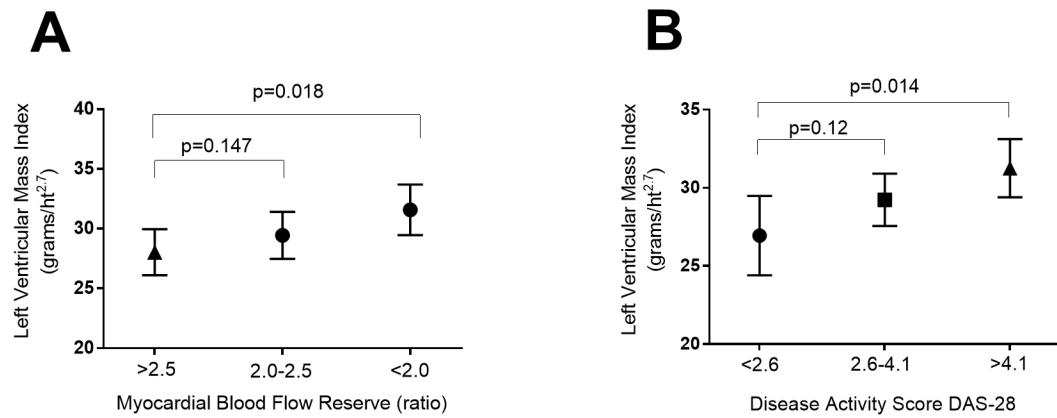 A
p=0.018
p=0.147
Left Ventricular Mass Index
(grams/ht2.7)
40
35
30
25
20
>2.5
2.0-2.5
<2.0
Myocardial Blood Flow Reserve (ratio)
B
p=0.014
p=0.12
Left Ventricular Mass Index
(grams/ht2.7)
35
30
25
20
<2.6
2.6-4.1
>4.1
Disease Activity Score DAS-28